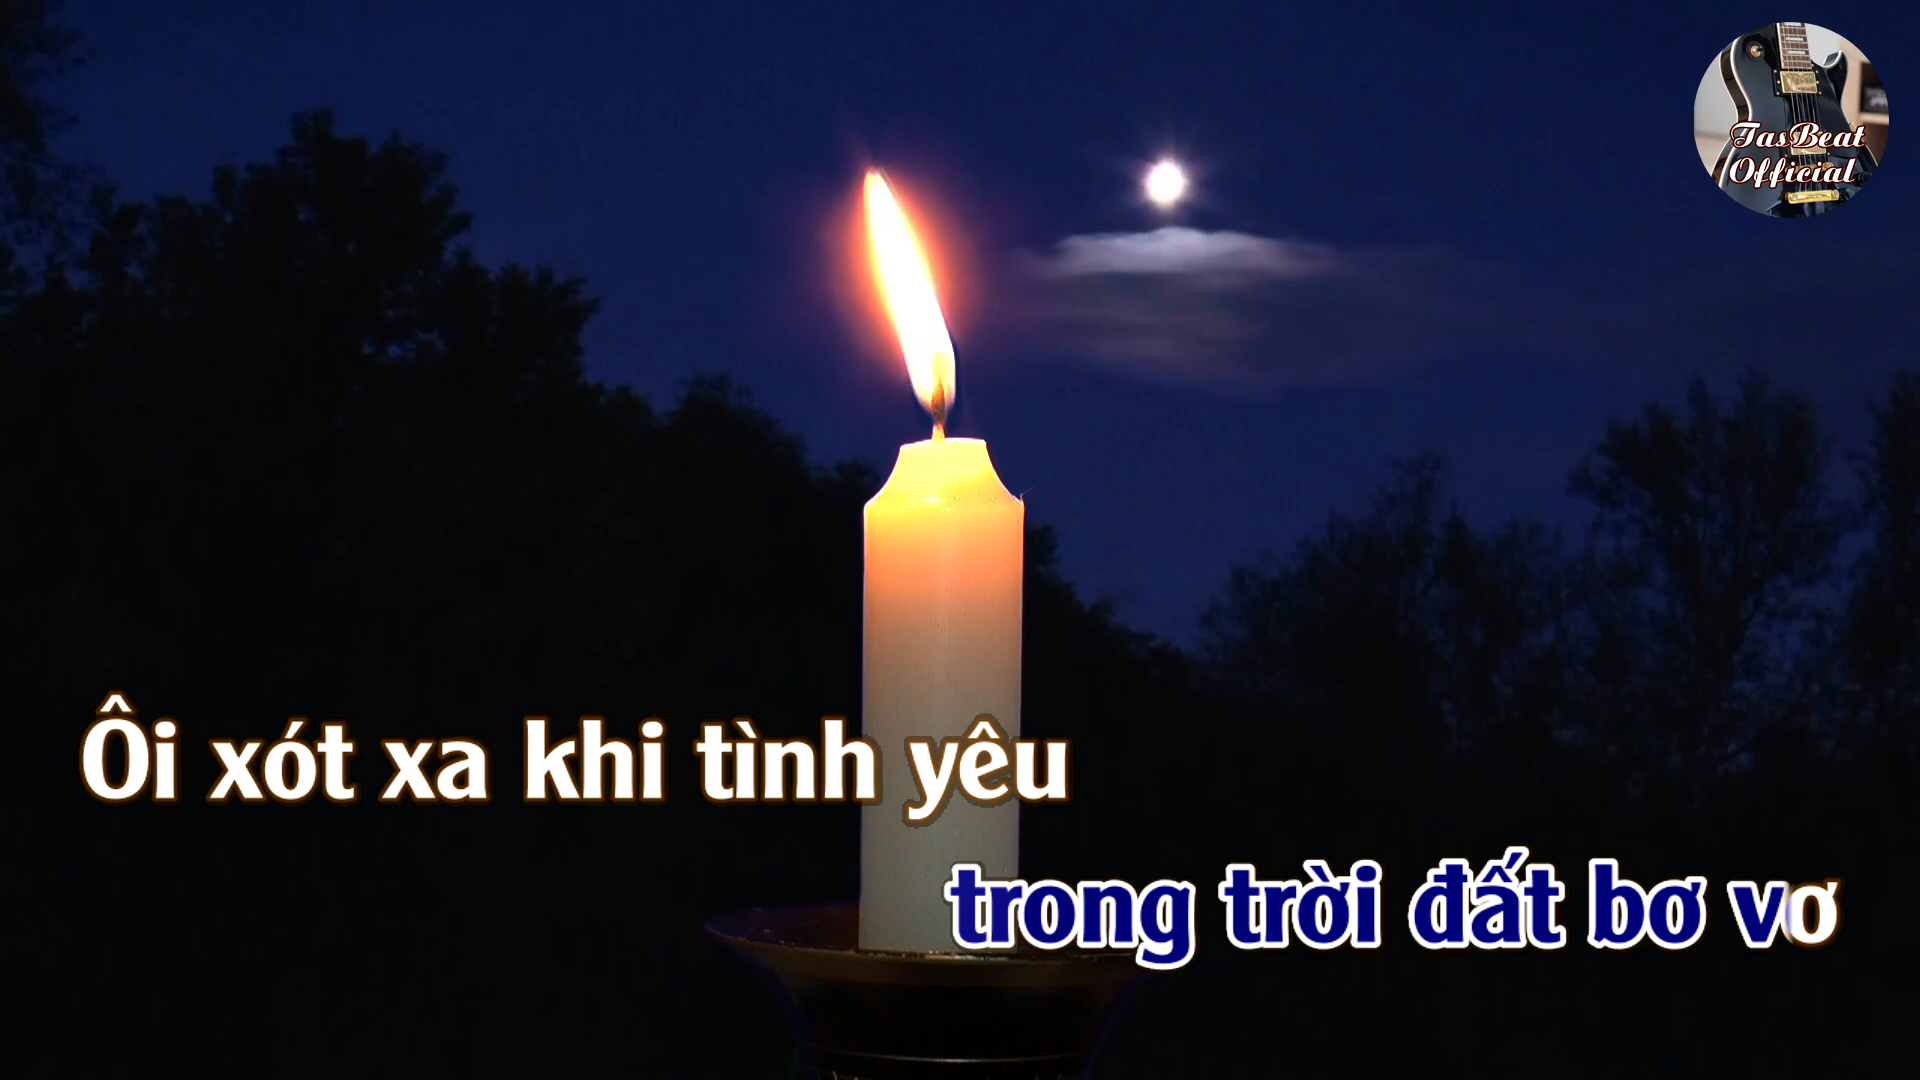 TasBeat
Official
Ôi xót xa khi tình yêu
trong trời đất bơ vơ